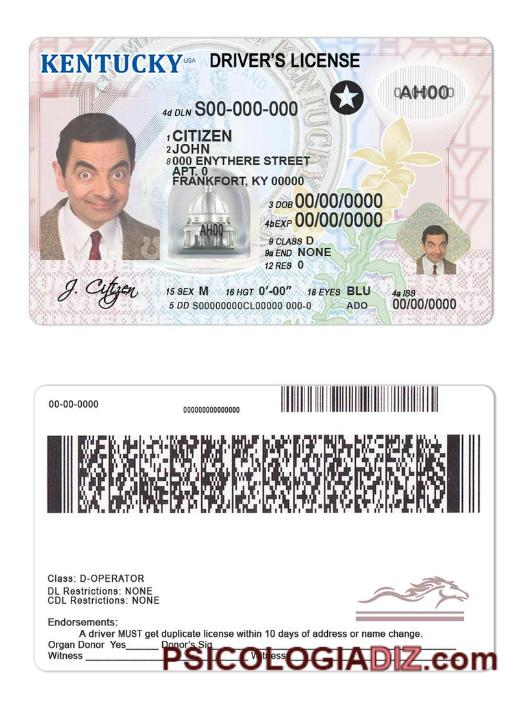 KENTUCKY USA DRIVER'S LICENSE
4d DLN S00-000-000
AH00
1 CITIZEN
2 JOHN
8 000 ENYTHERE STREET
APT. 0
FRANKFORT, KY 00000
AH00
3 DOB 00/00/0000
4b EXP 00/00/0000
9 CLASS D
9a END NONE
12 RES 0
J. Citizen
15 SEX M 16 HGT 0'-00" 18 EYES BLU 4a ISS
5 DD S00000000CL00000 000-0 ADO 00/00/0000
00-00-0000
000000000000000
Class: D-OPERATOR
DL Restrictions: NONE
CDL Restrictions: NONE
Endorsements:
A driver MUST get duplicate license within 10 days of address or name change.
Organ Donor Yes______ Donor's Sig
Witness ____________________ Witness
PSICOLOGIADIZ.com